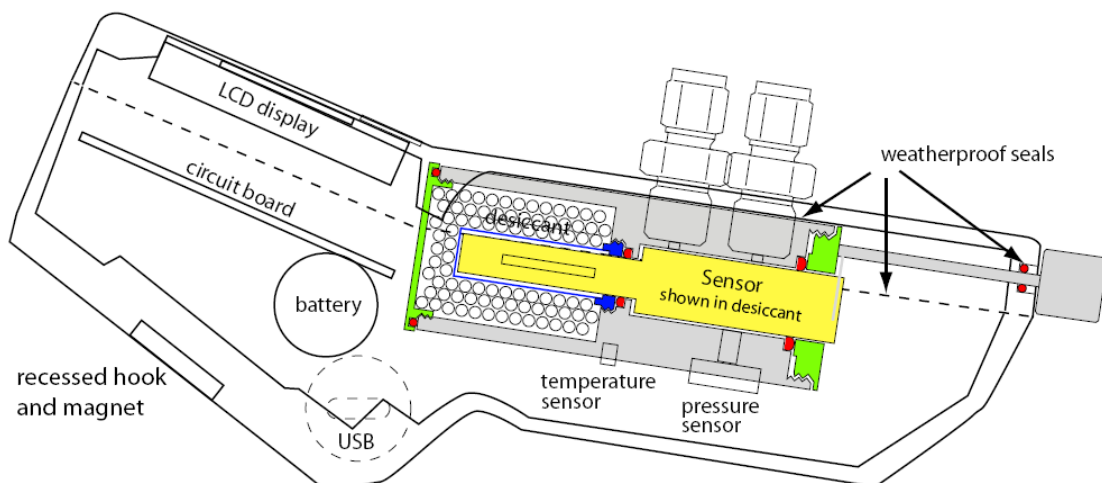 LCD display
circuit board
battery
recessed hook
and magnet
USB
desiccant
Sensor
shown in desiccant
temperature
sensor
pressure
sensor
weatherproof seals